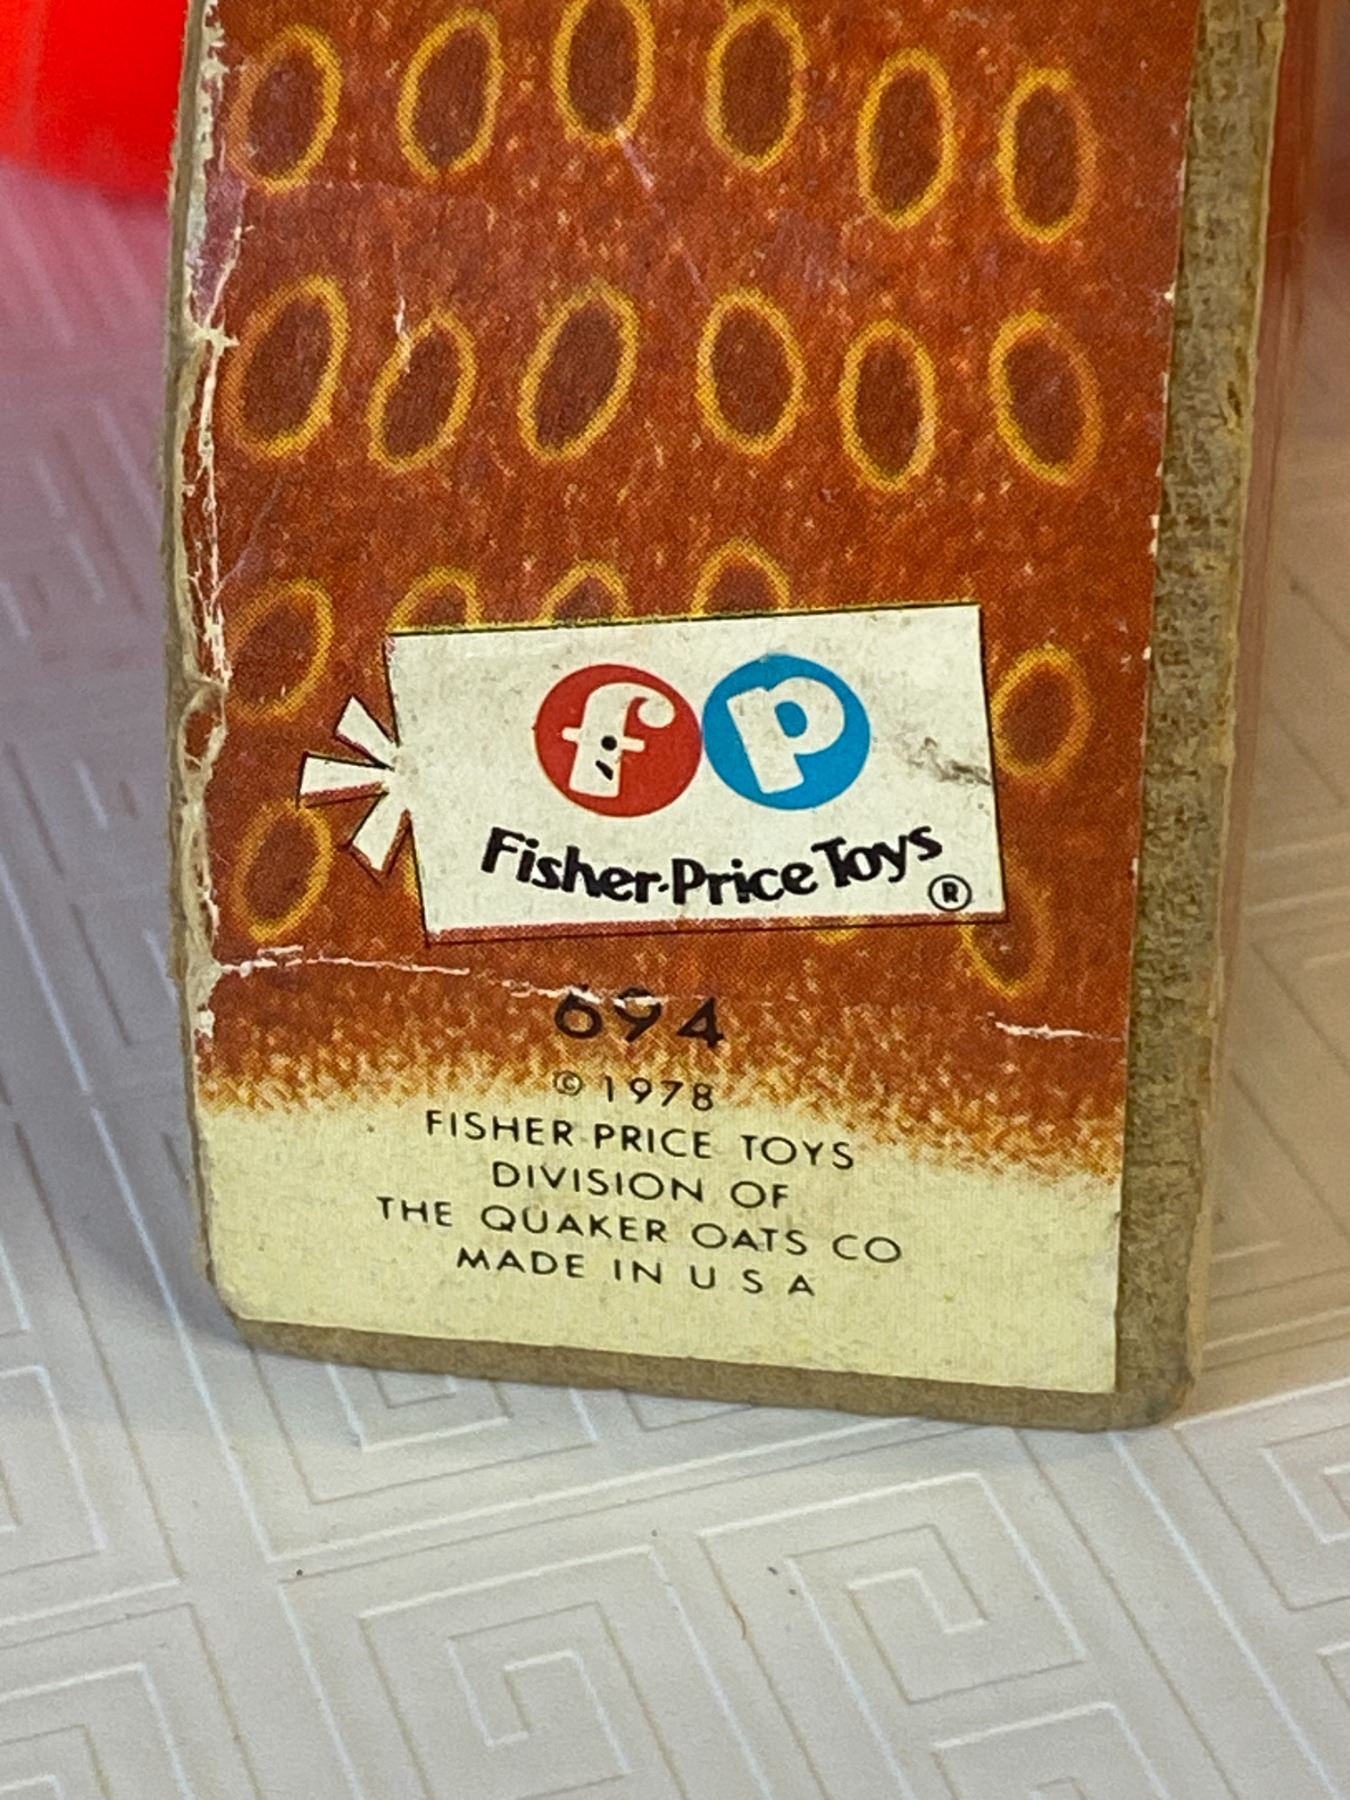 fp
Fisher-Price Toys ®
694
© 1978
FISHER-PRICE TOYS
DIVISION OF
THE QUAKER OATS CO
MADE IN U S A